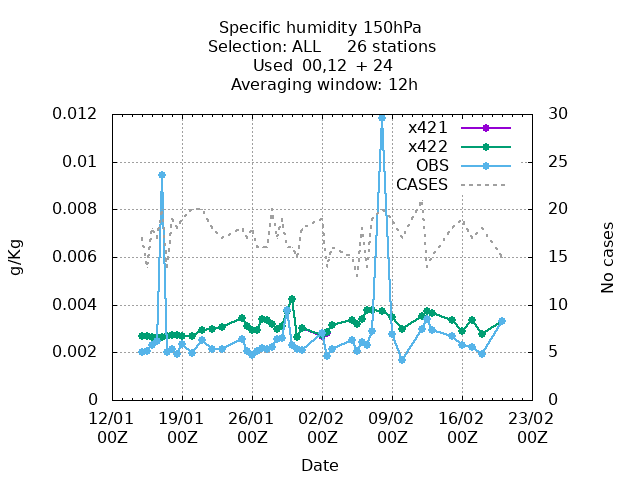 Specific humidity 150hPa
Selection: ALL 26 stations
Used 00,12 + 24
Averaging window: 12h
x421
x422
OBS
CASES
g/Kg
No cases
0.012
0.01
0.008
0.006
0.004
0.002
0
30
25
20
15
10
5
0
12/01 19/01 26/01 02/02 09/02 16/02 23/02
00Z 00Z 00Z 00Z 00Z 00Z 00Z
Date